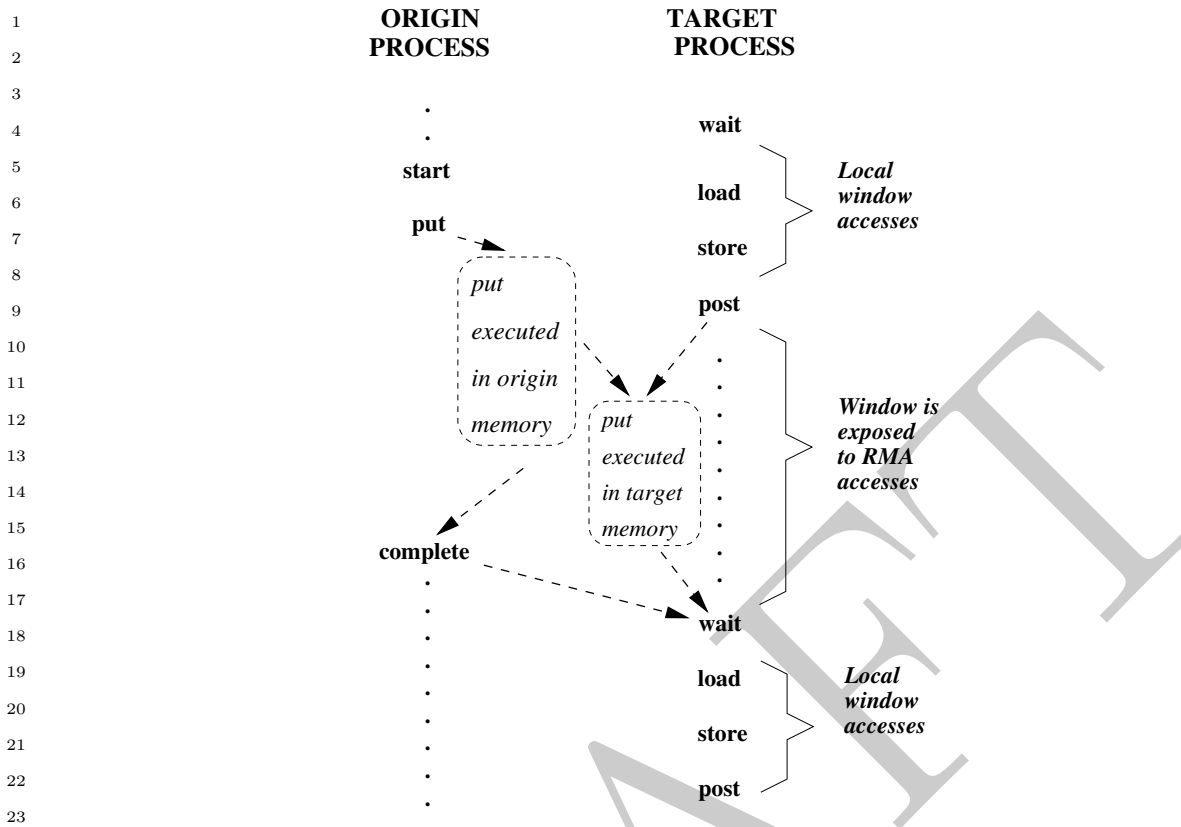 1
2
3
4
5
6
7
8
9
10
11
12
13
14
15
16
17
18
19
20
21
22
23
ORIGIN
PROCESS
start
put
put
executed
in origin
memory
complete
TARGET
PROCESS
wait
load
store
post
put
executed
in target
memory
wait
load
store
post
Local
window
accesses
Window is
exposed
to RMA
accesses
Local
window
accesses
AFT